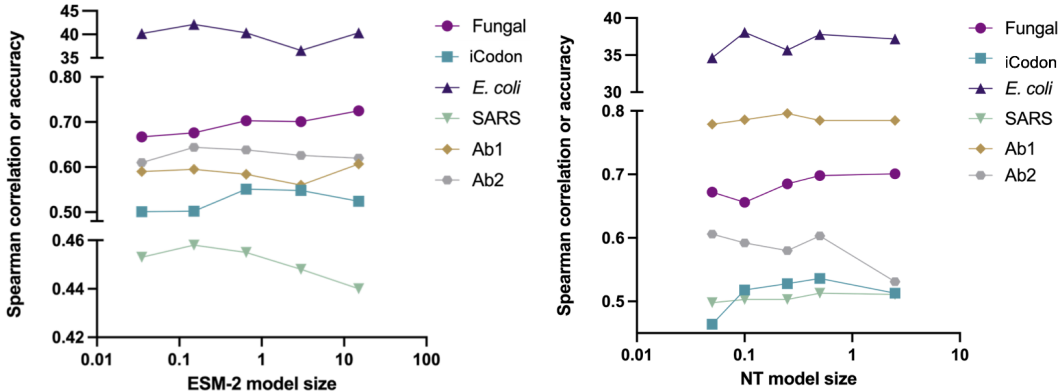 Spearman correlation or accuracy
45
40
35
0.80
0.70
0.60
0.50
0.46
0.44
0.42
0.01
0.1
1
10
100
ESM-2 model size
Fungal
iCodon
E. coli
SARS
Ab1
Ab2
Spearman correlation or accuracy
40
35
30
0.8
0.7
0.6
0.5
0.01
0.1
1
10
NT model size
Fungal
iCodon
E. coli
SARS
Ab1
Ab2